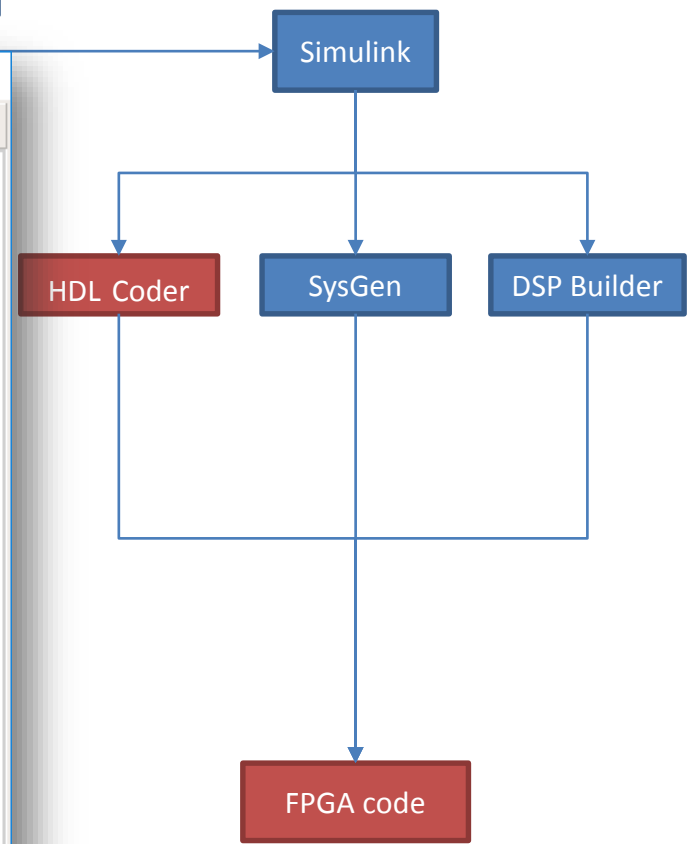 Simulink
HDL Coder
SysGen
DSP Builder
FPGA code